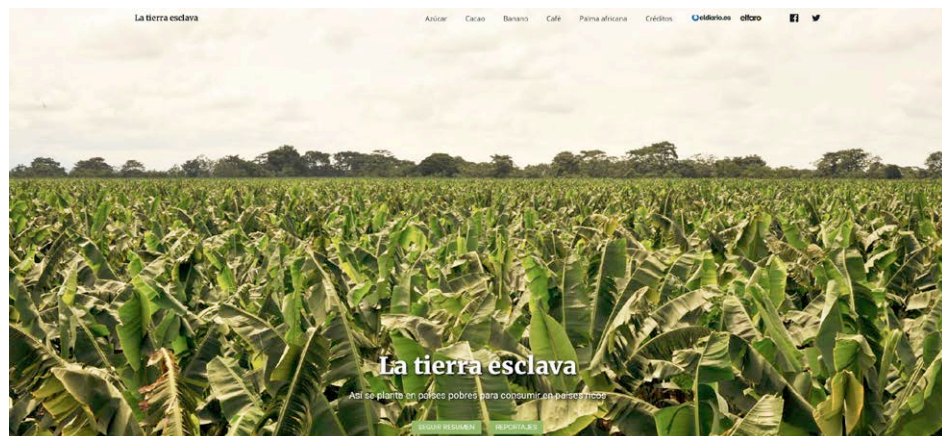 La tierra esclava Azúcar Cacao Banano Café Palma africana Créditos eldiario.es elfaro
La tierra esclava
Así se planta en países pobres para consumir en países ricos
SEGUIR RESUMEN REPORTAJES